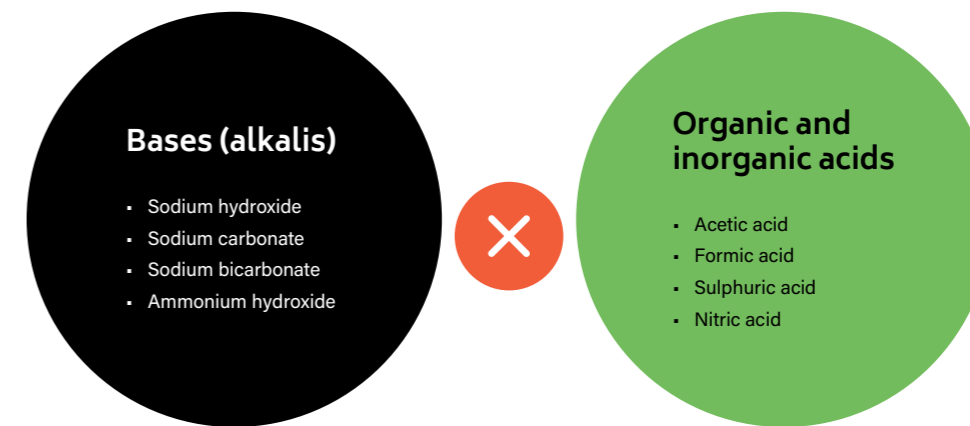 Bases (alkalis)
▪ Sodium hydroxide
▪ Sodium carbonate
▪ Sodium bicarbonate
▪ Ammonium hydroxide
Organic and
inorganic acids
▪ Acetic acid
▪ Formic acid
▪ Sulphuric acid
▪ Nitric acid